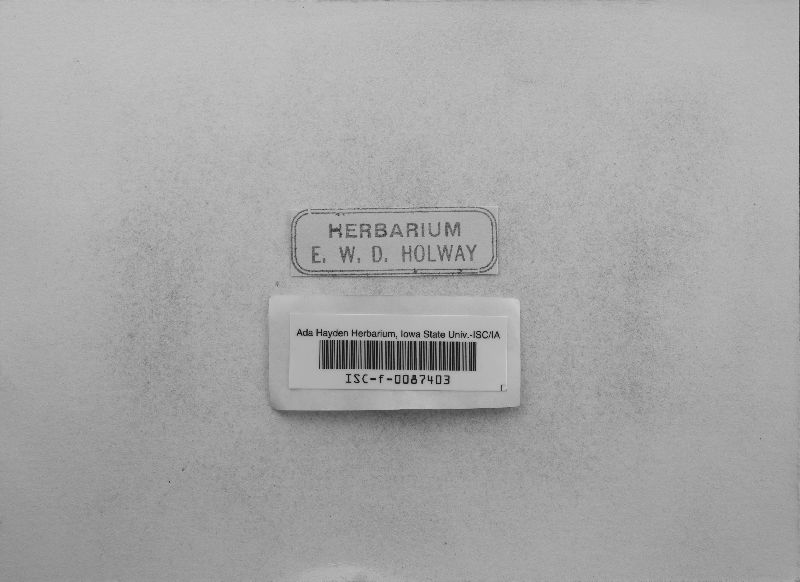 HERBARIUM
E. W. D. HOLWAY
Ada Hayden Herbarium, Iowa State Univ.-ISC/IA
ISC-f-0087403